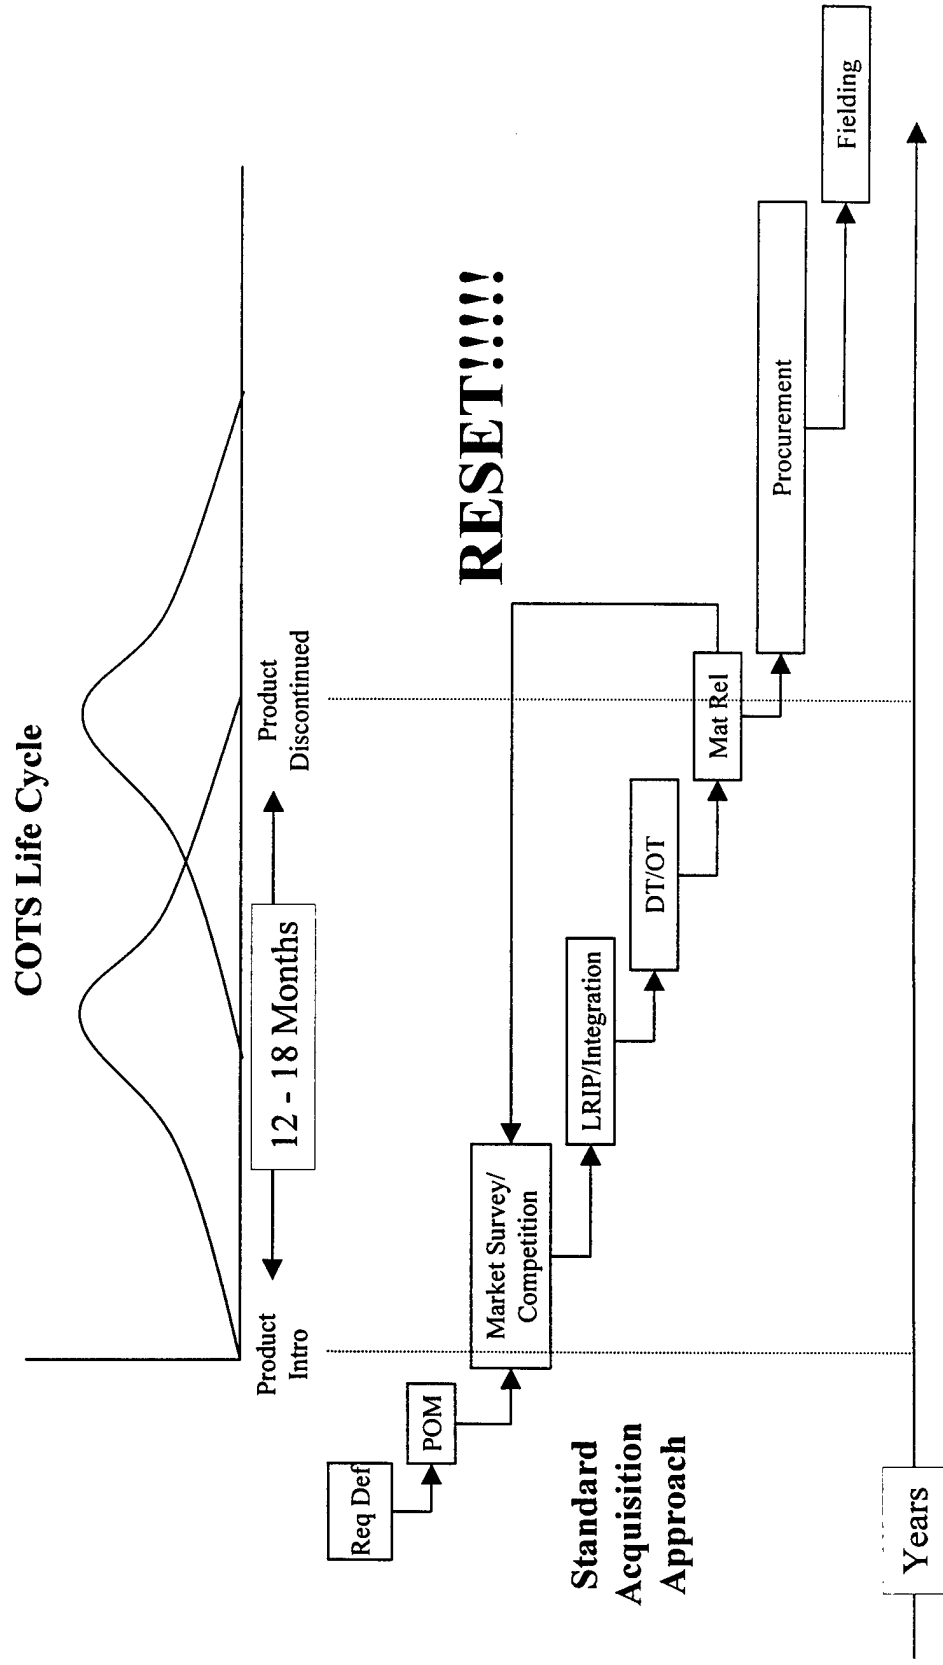 COTS Life Cycle
Product
Intro
12 - 18 Months
Product
Discontinued
Req Def
POM
Market Survey/
Competition
LRIP/Integration
DT/OT
Mat Rel
Procurement
Fielding
RESET!!!!!
Standard
Acquisition
Approach
Years